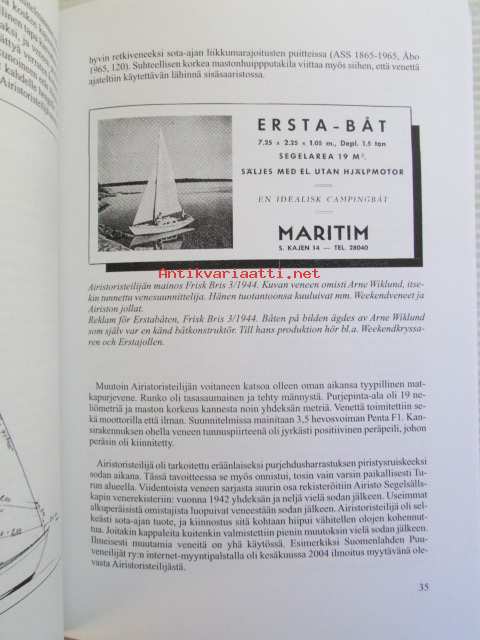 hyvin retkiveneeksi sota-ajan liikkumarajoitusten puitteissa (ASS 1865-1965, Åbo
1965, 120). Suhteellisen korkea mastonhuippputakila viittaa myös siihen, että venettä
ajateltiin käytettävän lähinnä sisäsaaristossa.
ERSTA-BÅT
7.25 x 2.25 x 1.05 m., Depl. 1,5 ton
SEGELAREA 19 M².
SÄLJES MED EL. UTAN HJÄLPMOTOR
EN IDEALISK CAMPINGBÅT
MARITIM
S. KAJEN 14 — TEL. 28040
Antikvariaatti.net
Airistoristeilijän mainos Frisk Bris 3/1944. Kuvan veneen omisti Arne Wiklund, itse-
kin tunnettu venesuunnittelija. Hänen tuotantoonsa kuuluivat mm. Weekendveneet ja
Airiston jollat.
Reklam för Erstabåten, Frisk Bris 3/1944. Båten på bilden ägdes av Arne Wiklund
som själv var en känd båtkonstruktör. Till hans produktion hör bl.a. Weekendkryssa-
ren och Erstajollen.
Muutoin Airistoristeilijän voitaneen katsoa olleen oman aikansa tyypillinen mat-
kapurjevene. Runko oli tasasaumainen ja tehty männystä. Purjepinta-ala oli 19 ne-
liömetriä ja maston korkeus kannesta noin yhdeksän metriä. Venettä toimitettiin se-
kä moottorilla että ilman. Suunnitelmissa mainitaan 3,5 hevosvoiman Penta F1. Kan-
sirakennuksen ohella veneen tunnuspiirteenä oli jyrkästi positiivinen peräpeili, johon
peräsin oli kiinnitetty.
Airistoristeilijä oli tarkoitettu eräänlaiseksi purjehdusharrastuksen piristysruiskeeksi
sodan aikana. Tässä tavoitteessa se myös onnistui, tosin vain varsin paikallisesti Tu-
run alueella. Viidentoista veneen sarjasta suurin osa rekisteröitiin Airisto Segelsälls-
kapin venerekisteriin: vuonna 1942 yhdeksän ja neljä vielä sodan jälkeen. Useimmat
alkuperäisistä omistajista luopuivat veneestään sodan jälkeen. Airistoristeilijä oli sel-
keästi sota-ajan tuote, ja kiinnostus sitä kohtaan hiipui vähitellen olojen kohennut-
tua. Joitakin kappaleita kuitenkin valmistettiin pienin muutoksin vielä sodan jälkeen.
Ilmeisesti muutamia veneitä on yhä käytössä. Esimerkiksi Suomenlahden Puu-
veneilijät ry:n internet-myyntipalstalla oli kesäkuussa 2004 ilmoitus myytävänä ole-
vasta Airistoristeilijästä.
35